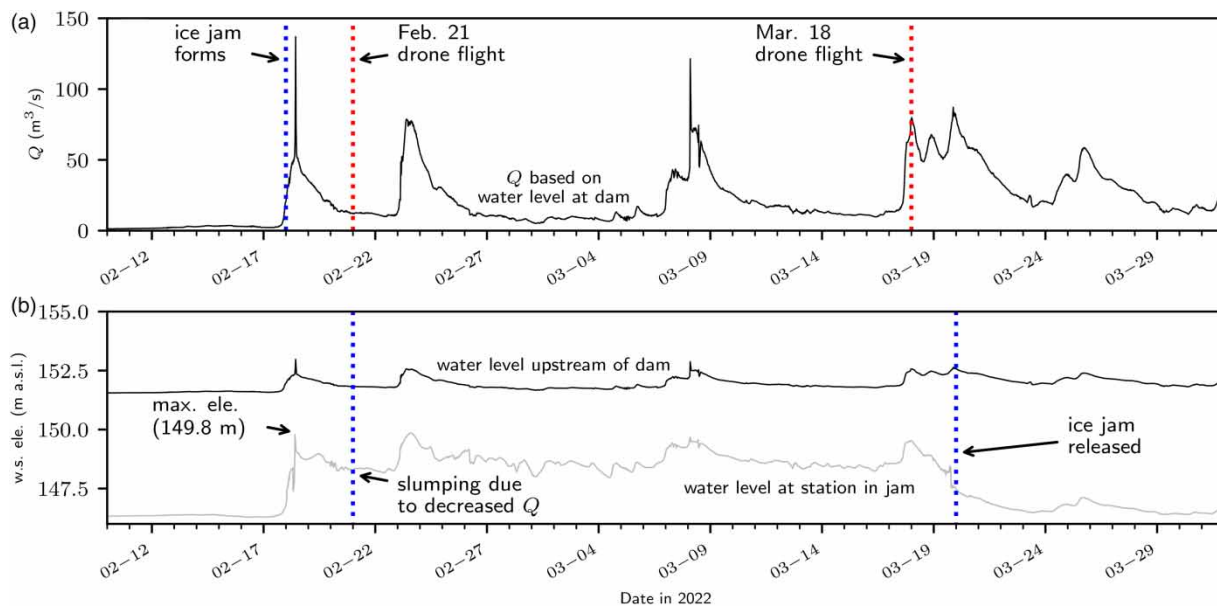 (a)
150
100
50
0
Q (m³/s)
ice jam
forms
Feb. 21
drone flight
Mar. 18
drone flight
Q based on
water level at dam
02−12
02−17
02−22
02−27
03−04
03−09
03−14
03−19
03−24
03−29
(b)
155.0
152.5
150.0
147.5
w.s. ele. (m a.s.l.)
water level upstream of dam
max. ele.
(149.8 m)
ice jam
released
slumping due
to decreased Q
water level at station in jam
02−12
02−17
02−22
02−27
03−04
03−09
03−14
03−19
03−24
03−29
Date in 2022